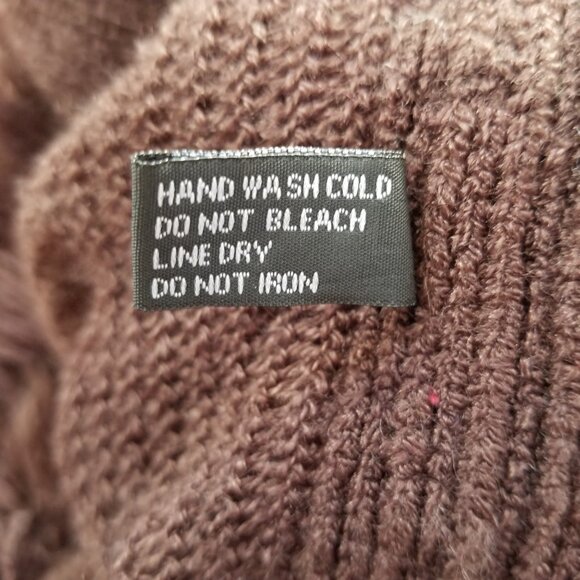 HAND WASH COLD
DO NOT BLEACH
LINE DRY
DO NOT IRON